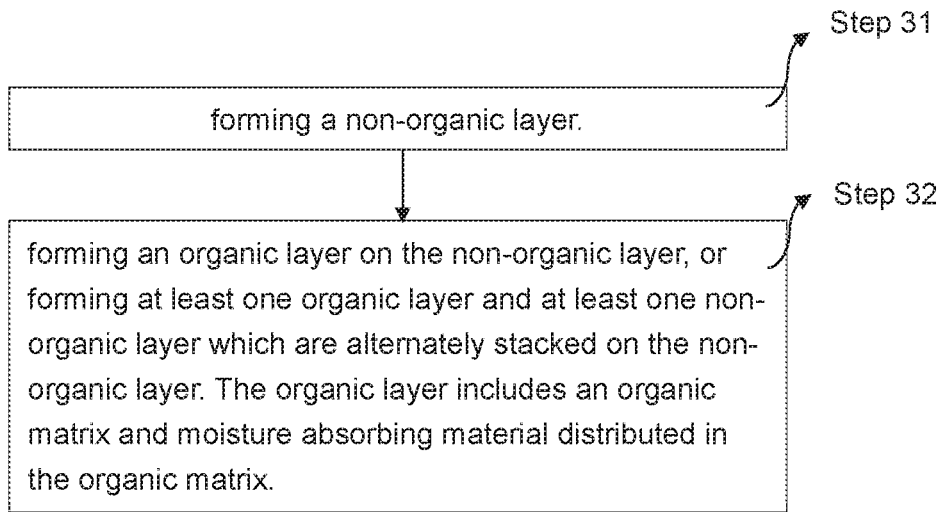 Step 31
forming a non-organic layer.
Step 32
forming an organic layer on the non-organic layer, or
forming at least one organic layer and at least one non-
organic layer which are alternately stacked on the non-
organic layer. The organic layer includes an organic
matrix and moisture absorbing material distributed in
the organic matrix.